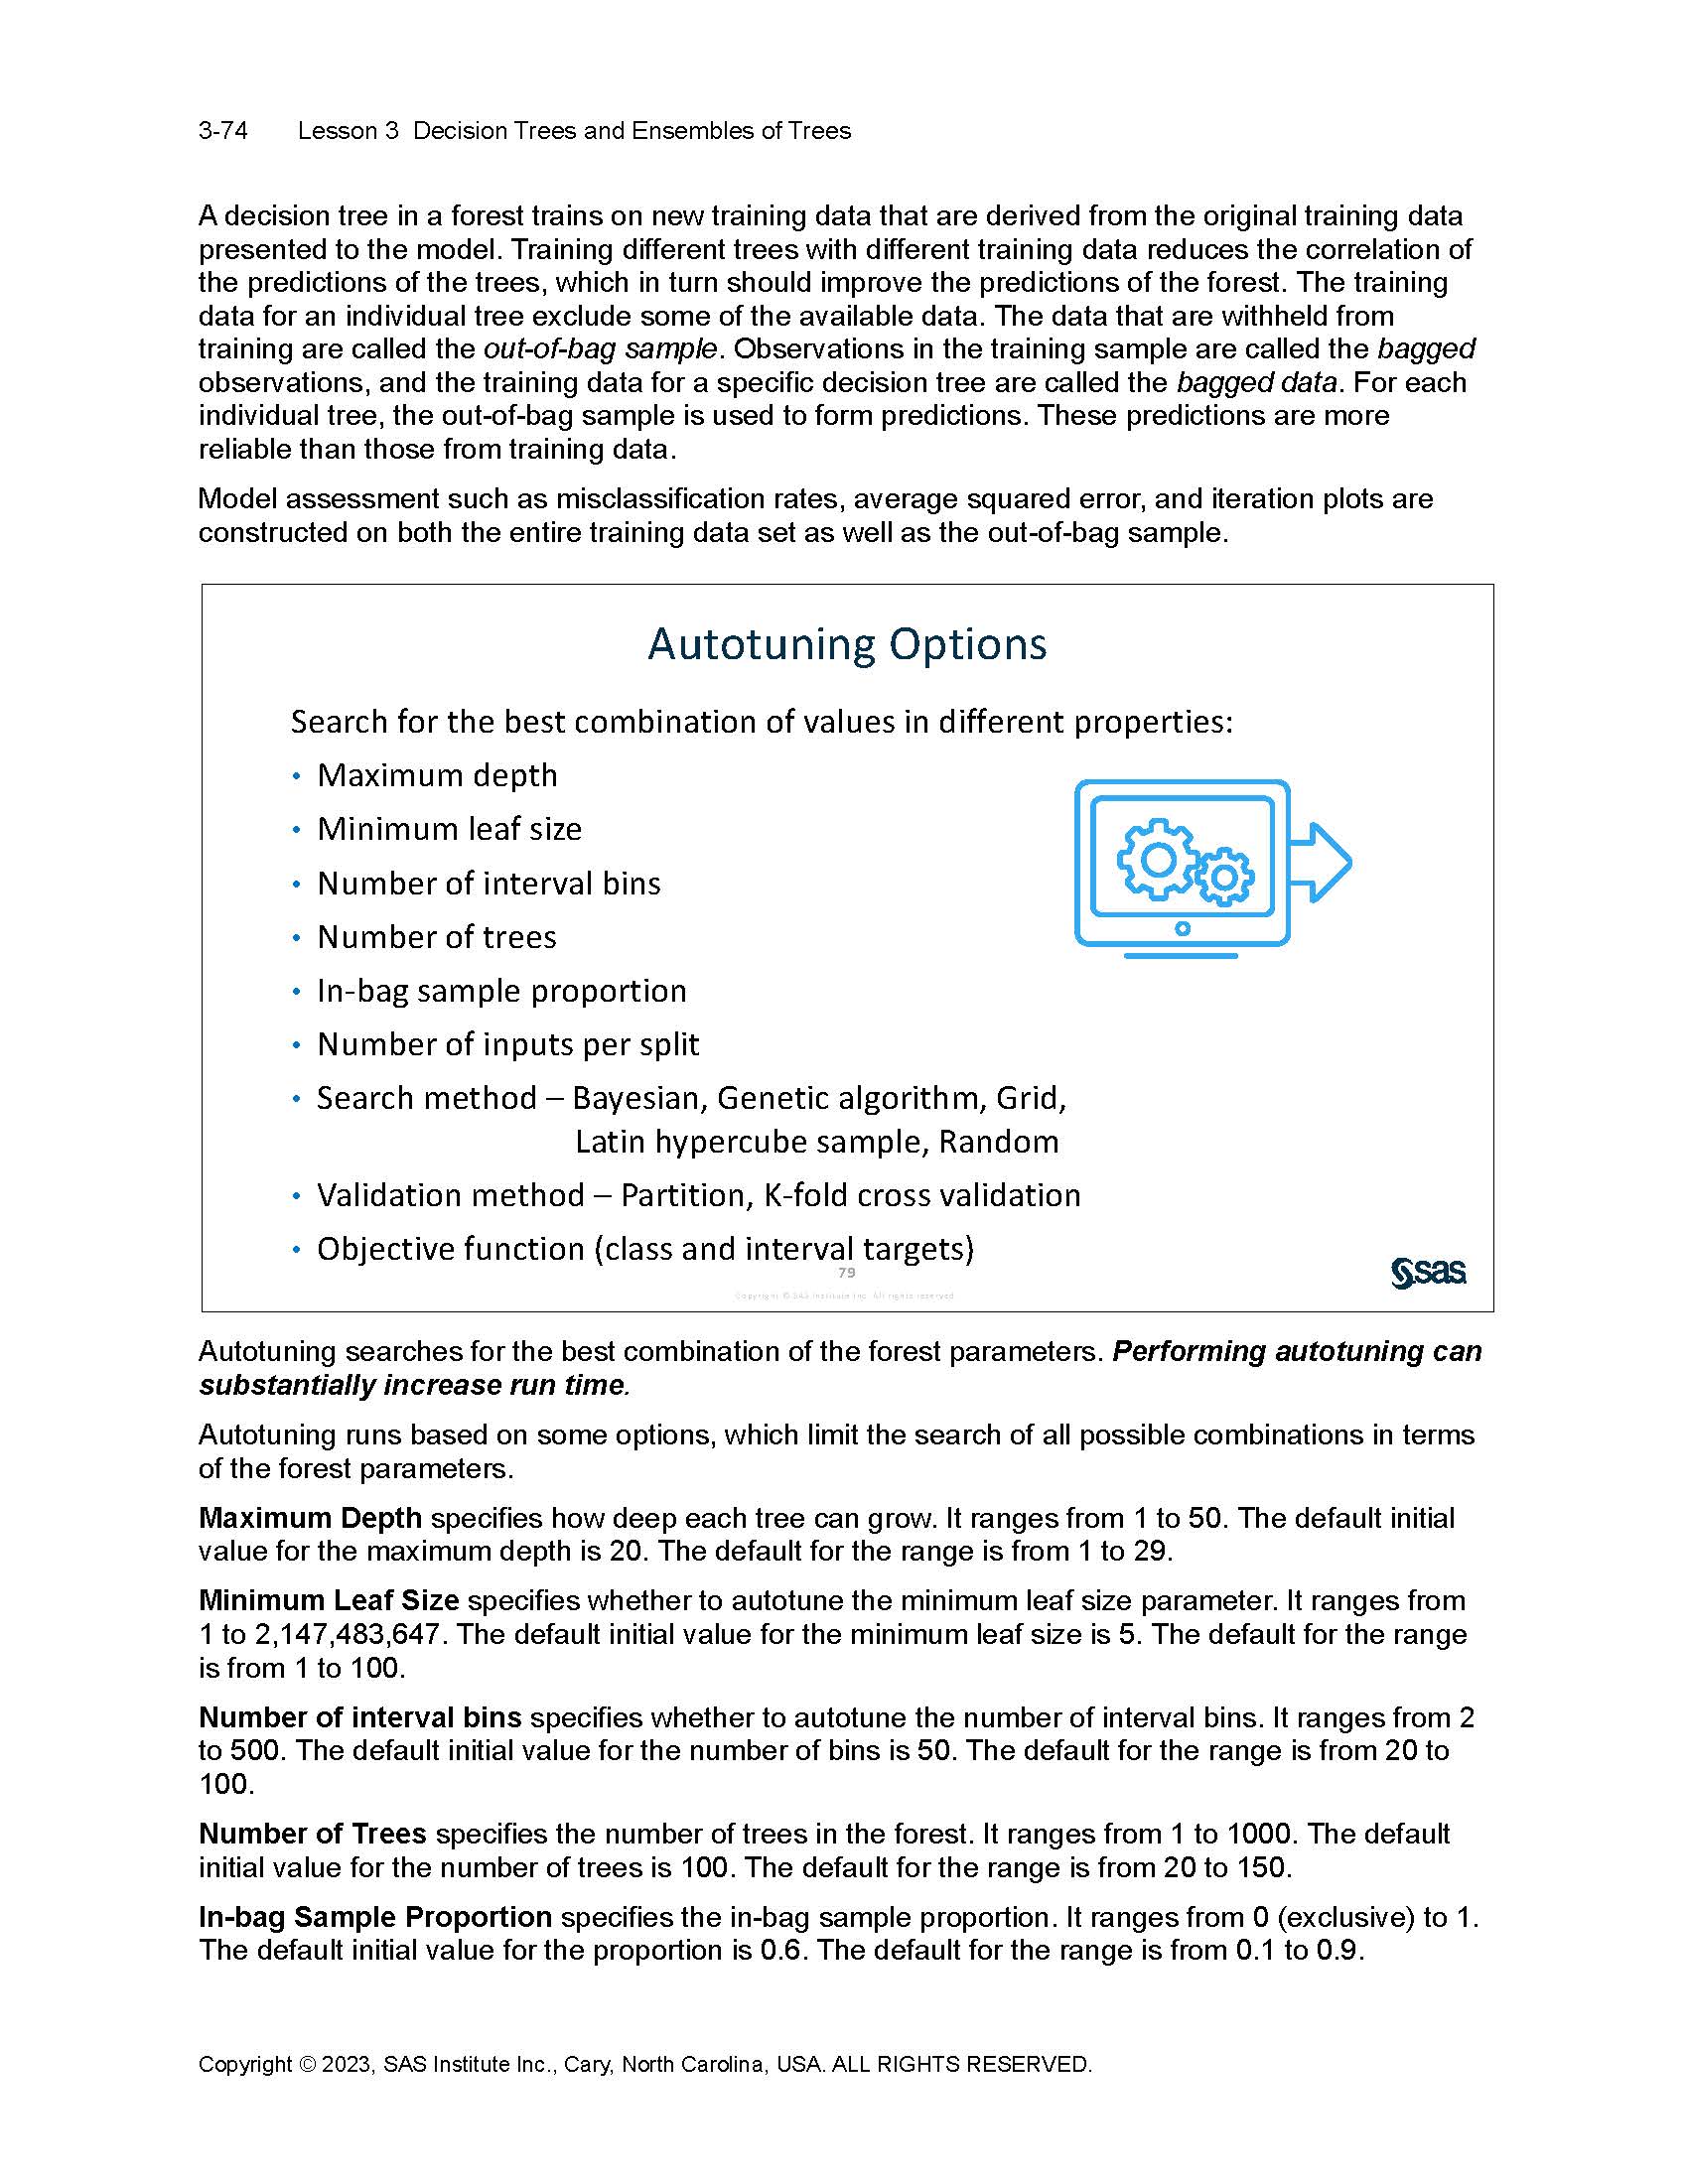 3-74 Lesson 3 Decision Trees and Ensembles of Trees
A decision tree in a forest trains on new training data that are derived from the original training data
presented to the model. Training different trees with different training data reduces the correlation of
the predictions of the trees, which in turn should improve the predictions of the forest. The training
data for an individual tree exclude some of the available data. The data that are withheld from
training are called the out-of-bag sample. Observations in the training sample are called the bagged
observations, and the training data for a specific decision tree are called the bagged data. For each
individual tree, the out-of-bag sample is used to form predictions. These predictions are more
reliable than those from training data.
Model assessment such as misclassification rates, average squared error, and iteration plots are
constructed on both the entire training data set as well as the out-of-bag sample.
Autotuning Options
Search for the best combination of values in different properties:
• Maximum depth
• Minimum leaf size
• Number of interval bins
• Number of trees
• In-bag sample proportion
• Number of inputs per split
• Search method – Bayesian, Genetic algorithm, Grid,
Latin hypercube sample, Random
• Validation method – Partition, K-fold cross validation
• Objective function (class and interval targets)
79
Copyright © SAS Institute Inc. All rights reserved
sas
Autotuning searches for the best combination of the forest parameters. Performing autotuning can
substantially increase run time.
Autotuning runs based on some options, which limit the search of all possible combinations in terms
of the forest parameters.
Maximum Depth specifies how deep each tree can grow. It ranges from 1 to 50. The default initial
value for the maximum depth is 20. The default for the range is from 1 to 29.
Minimum Leaf Size specifies whether to autotune the minimum leaf size parameter. It ranges from
1 to 2,147,483,647. The default initial value for the minimum leaf size is 5. The default for the range
is from 1 to 100.
Number of interval bins specifies whether to autotune the number of interval bins. It ranges from 2
to 500. The default initial value for the number of bins is 50. The default for the range is from 20 to
100.
Number of Trees specifies the number of trees in the forest. It ranges from 1 to 1000. The default
initial value for the number of trees is 100. The default for the range is from 20 to 150.
In-bag Sample Proportion specifies the in-bag sample proportion. It ranges from 0 (exclusive) to 1.
The default initial value for the proportion is 0.6. The default for the range is from 0.1 to 0.9.
Copyright © 2023, SAS Institute Inc., Cary, North Carolina, USA. ALL RIGHTS RESERVED.